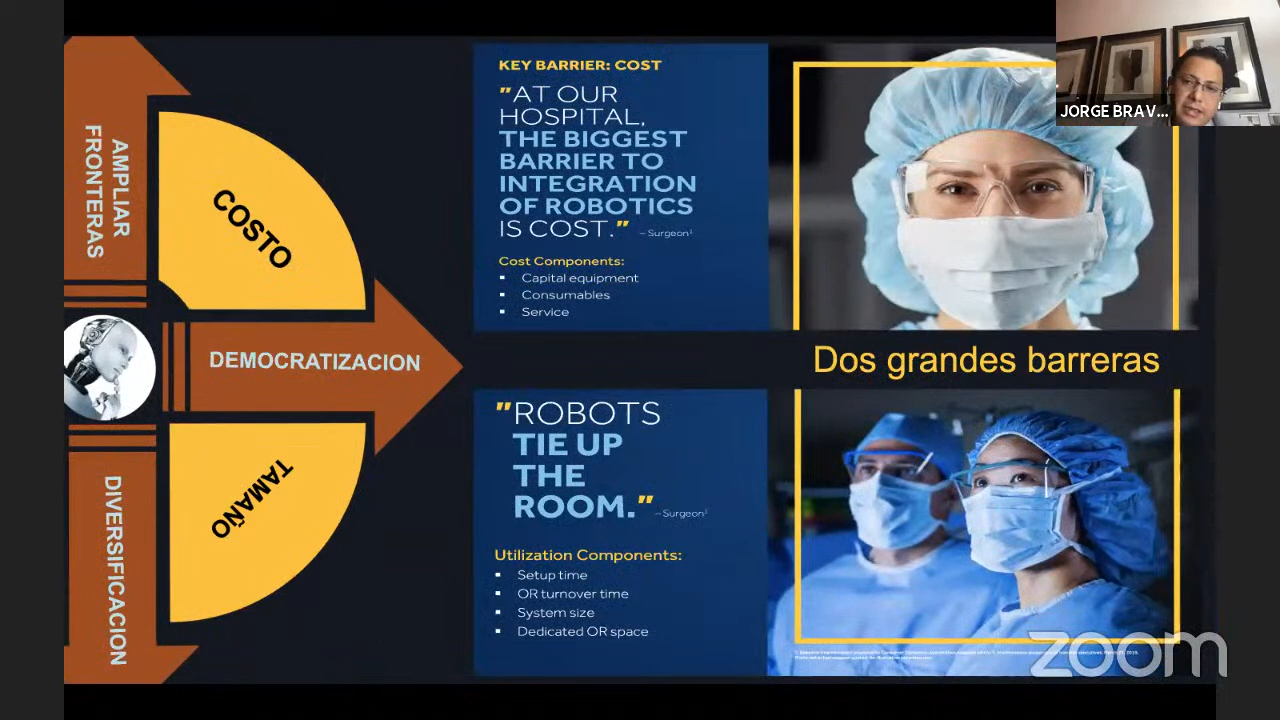 AMPLIAR
FRONTERAS
COSTO
DEMOCRATIZACION
TAMAÑO
DIVERSIFICACION
KEY BARRIER: COST
"AT OUR
HOSPITAL,
THE BIGGEST
BARRIER TO
INTEGRATION
OF ROBOTICS
IS COST." – Surgeon¹
Cost Components:
▪ Capital equipment
▪ Consumables
▪ Service
Dos grandes barreras
"ROBOTS
TIE UP
THE
ROOM." – Surgeon¹
Utilization Components:
▪ Setup time
▪ OR turnover time
▪ System size
▪ Dedicated OR space
JORGE BRAV...
zoom